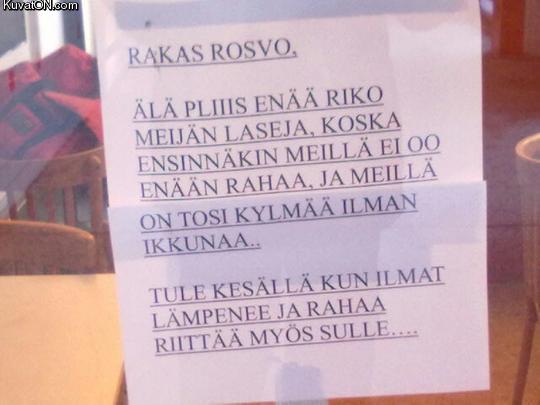 KuvatON.com
RAKAS ROSVO,
ÄLÄ PLIIIS ENÄÄ RIKO
MEIJÄN LASEJA, KOSKA
ENSINNÄKIN MEILLÄ EI OO
ENÄÄN RAHAA, JA MEILLÄ
ON TOSI KYLMÄÄ ILMAN
IKKUNAA..
TULE KESÄLLÄ KUN ILMAT
LÄMPENEE JA RAHAA
RIITTÄÄ MYÖS SULLE....